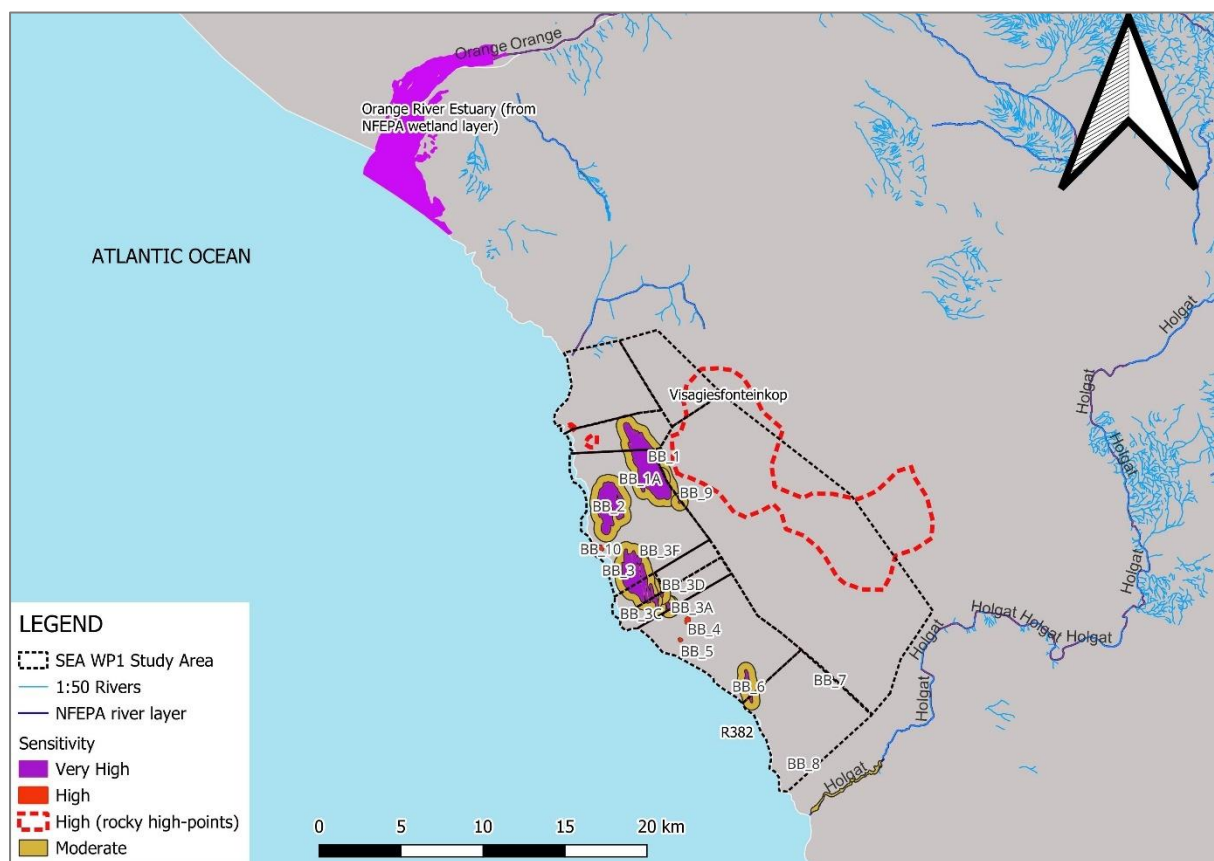 Orange Orange
Orange River Estuary (from
NFEPA wetland layer)
ATLANTIC OCEAN
Holgat
Holgat
Holgat
Holgat
Holgat
Visagiesfonteinkop
BB_1
BB_1A
BB_9
BB_2
BB_10
BB_3F
BB_3
BB_3D
BB_3C
BB_3A
BB_4
BB_5
Holgat Holgat Holgat Holgat
Holgat
Holgat
BB_6
BB_7
R382
BB_8
Holgat
LEGEND
SEA WP1 Study Area
1:50 Rivers
NFEPA river layer
Sensitivity
Very High
High
High (rocky high-points)
Moderate
0 5 10 15 20 km